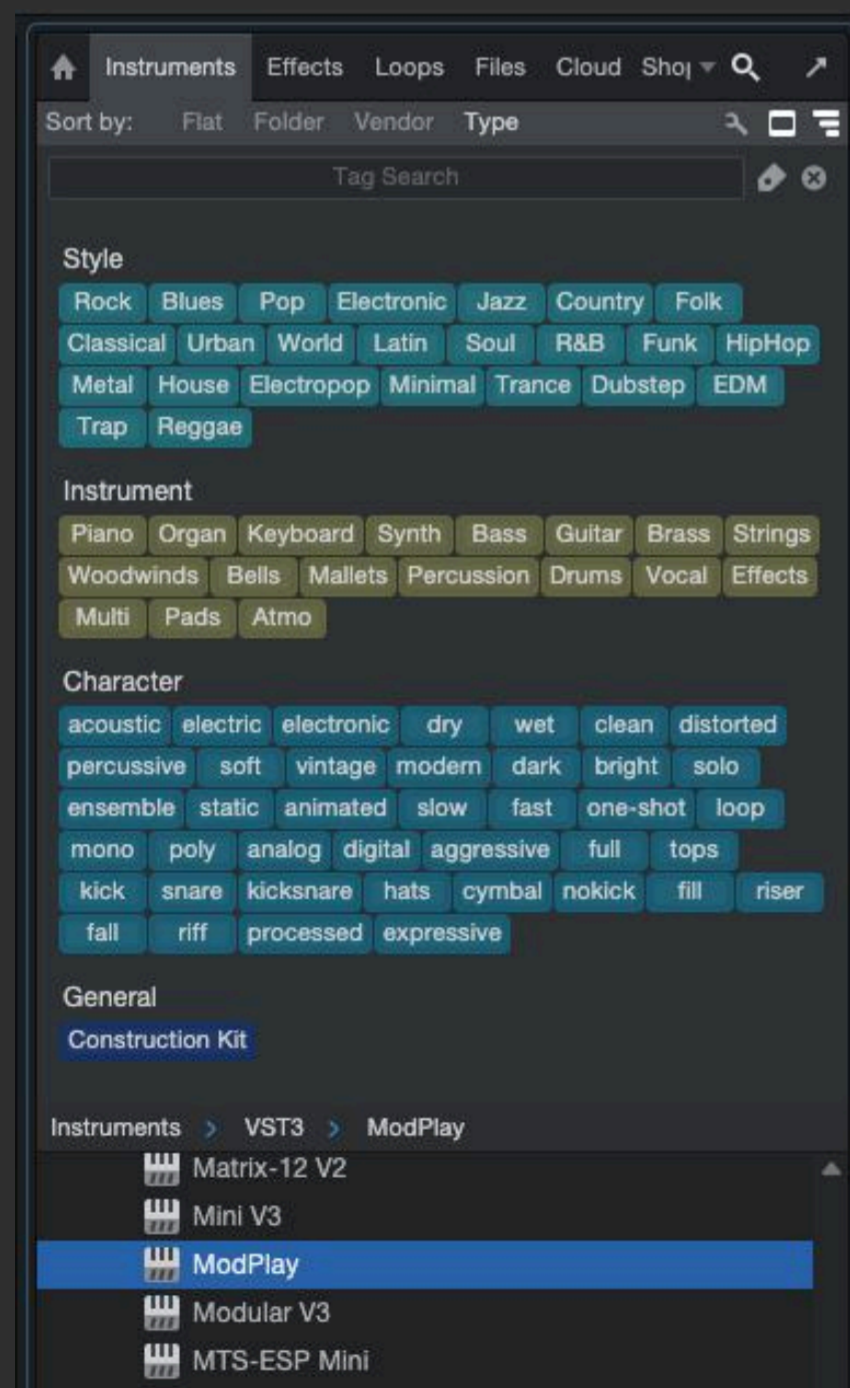 Instruments Effects Loops Files Cloud Shop
Sort by: Flat Folder Vendor Type
Tag Search
Style
Rock Blues Pop Electronic Jazz Country Folk
Classical Urban World Latin Soul R&B Funk HipHop
Metal House Electropop Minimal Trance Dubstep EDM
Trap Reggae
Instrument
Piano Organ Keyboard Synth Bass Guitar Brass Strings
Woodwinds Bells Mallets Percussion Drums Vocal Effects
Multi Pads Atmo
Character
acoustic electric electronic dry wet clean distorted
percussive soft vintage modern dark bright solo
ensemble static animated slow fast one-shot loop
mono poly analog digital aggressive full tops
kick snare kicksnare hats cymbal nokick fill riser
fall riff processed expressive
General
Construction Kit
Instruments > VST3 > ModPlay
Matrix-12 V2
Mini V3
ModPlay
Modular V3
MTS-ESP Mini